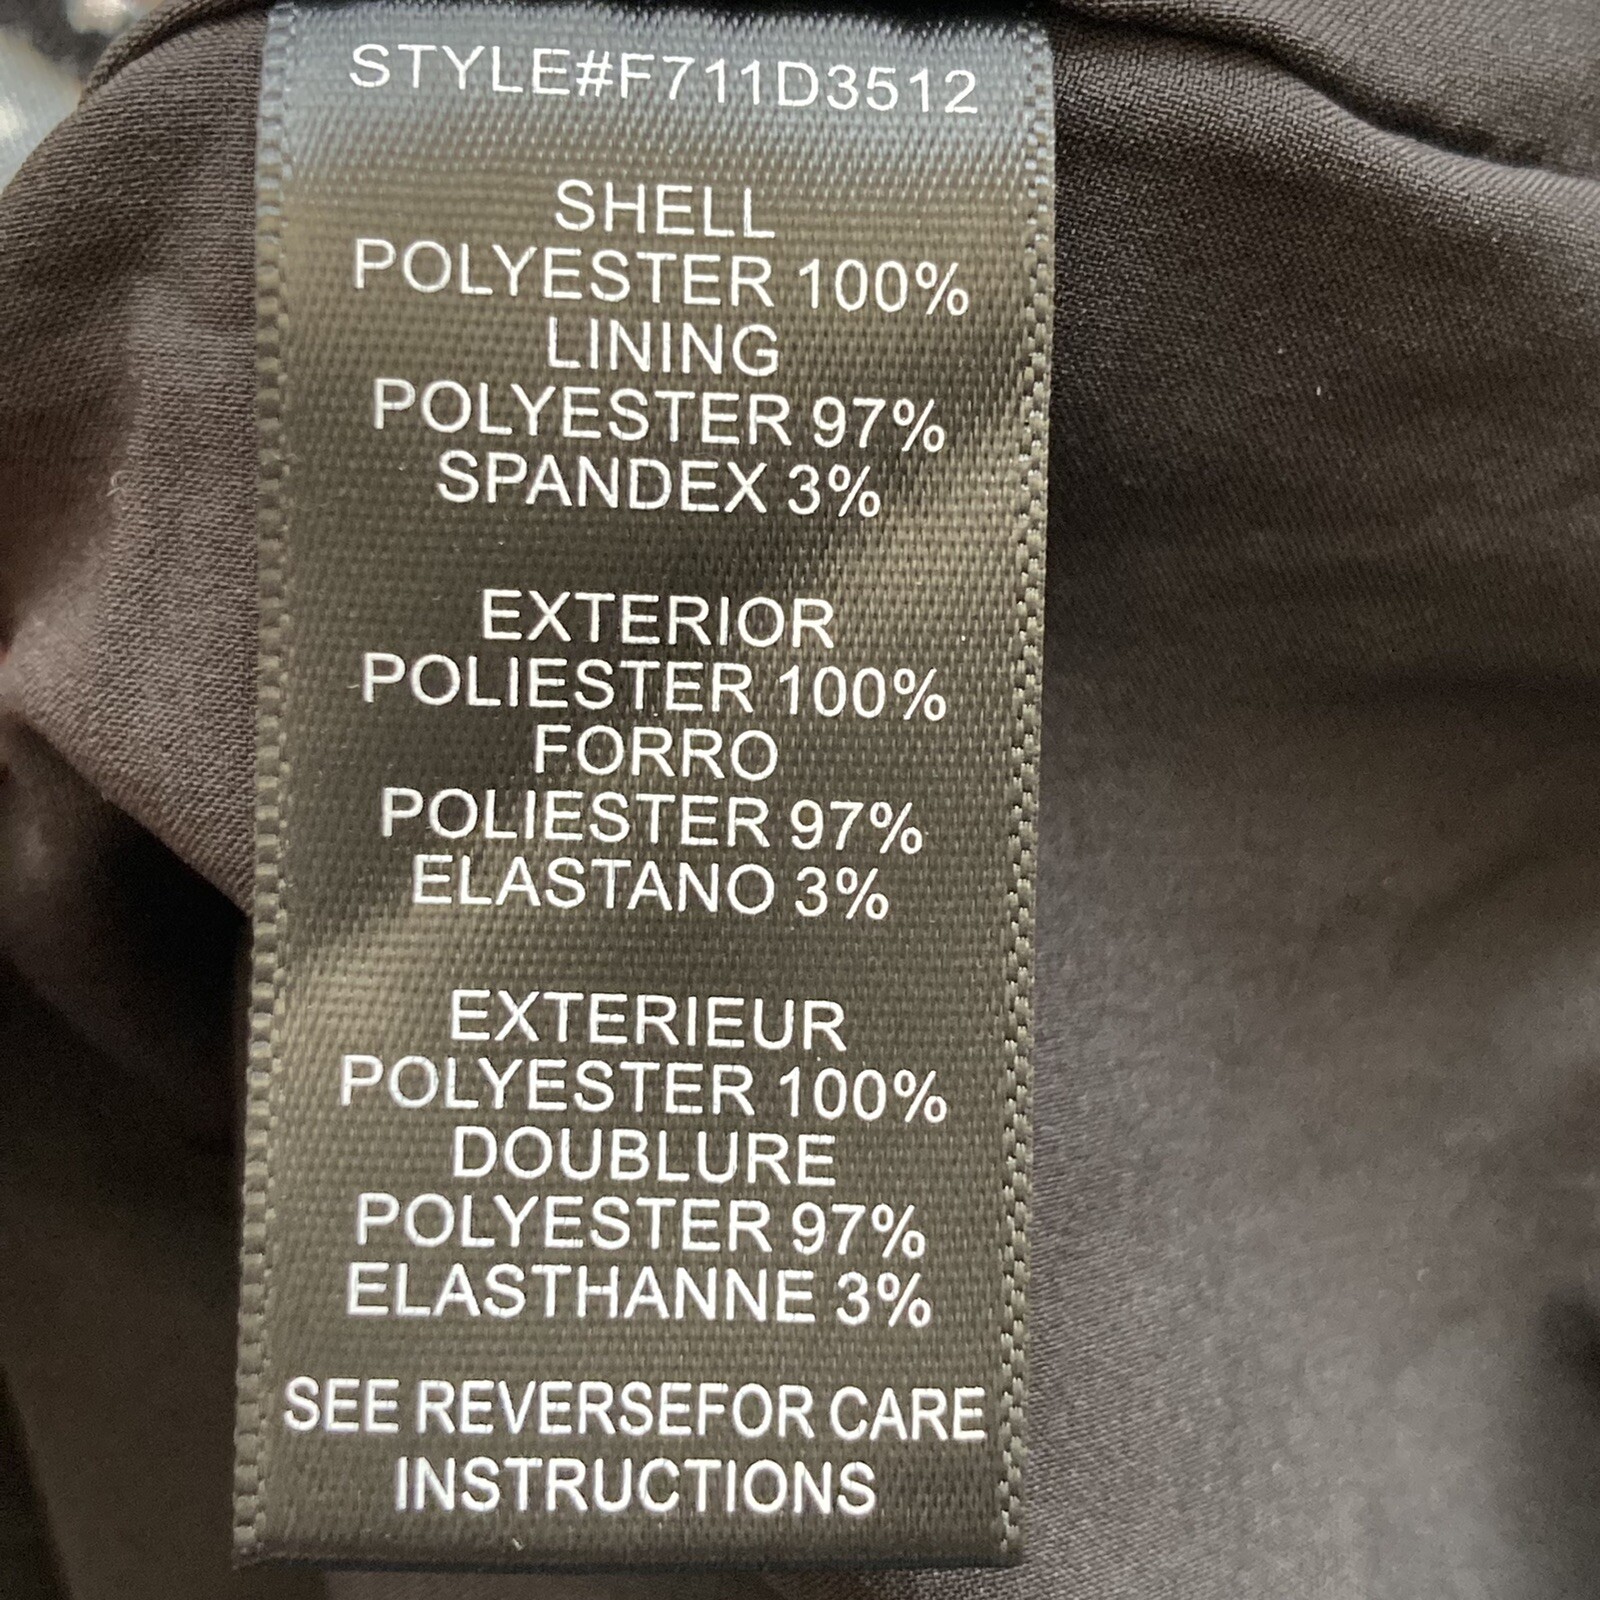 STYLE#F711D3512
SHELL
POLYESTER 100%
LINING
POLYESTER 97%
SPANDEX 3%
EXTERIOR
POLIESTER 100%
FORRO
POLIESTER 97%
ELASTANO 3%
EXTERIEUR
POLYESTER 100%
DOUBLURE
POLYESTER 97%
ELASTHANNE 3%
SEE REVERSEFOR CARE
INSTRUCTIONS